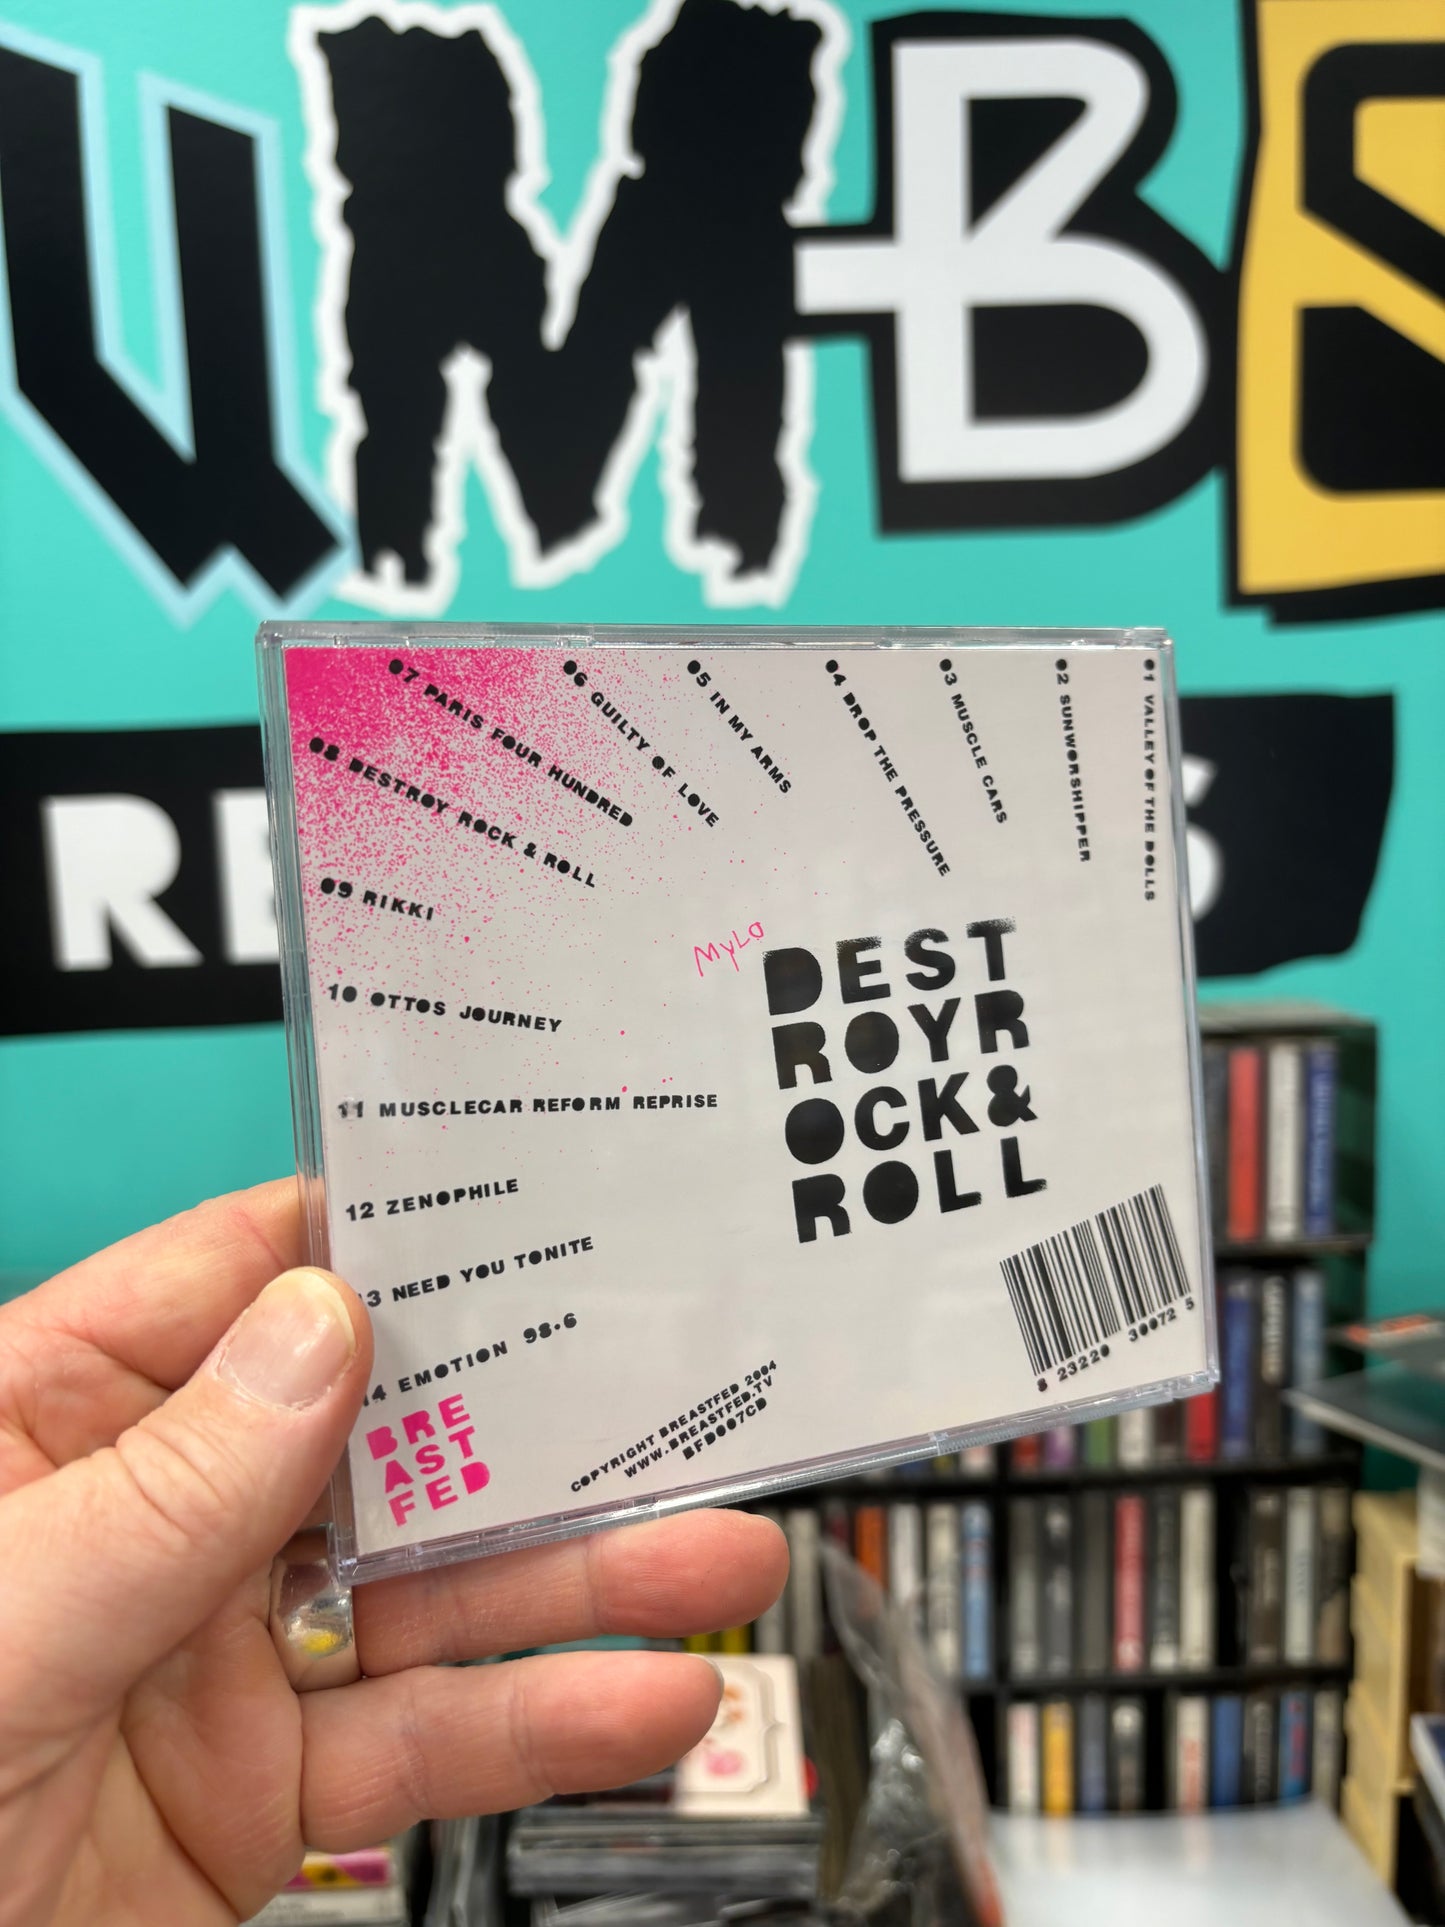 UMBS
RE S
01 VALLEY OF THE DOLLS
02 SUNWORSHIPPER
03 MUSCLE CARS
04 DROP THE PRESSURE
05 IN MY ARMS
06 GUILTY OF LOVE
07 PARIS FOUR HUNDRED
08 DESTROY ROCK & ROLL
09 RIKKI
10 OTTOS JOURNEY
11 MUSCLECAR REFORM REPRISE
12 ZENOPHILE
13 NEED YOU TONITE
14 EMOTION 98.6
MYLO
DEST
ROYR
OCK&
ROLL
BRE
AST
FED
COPYRIGHT BREASTFED 2004
WWW.BREASTFED.TV
BFD007CD
8 23220 30072 5